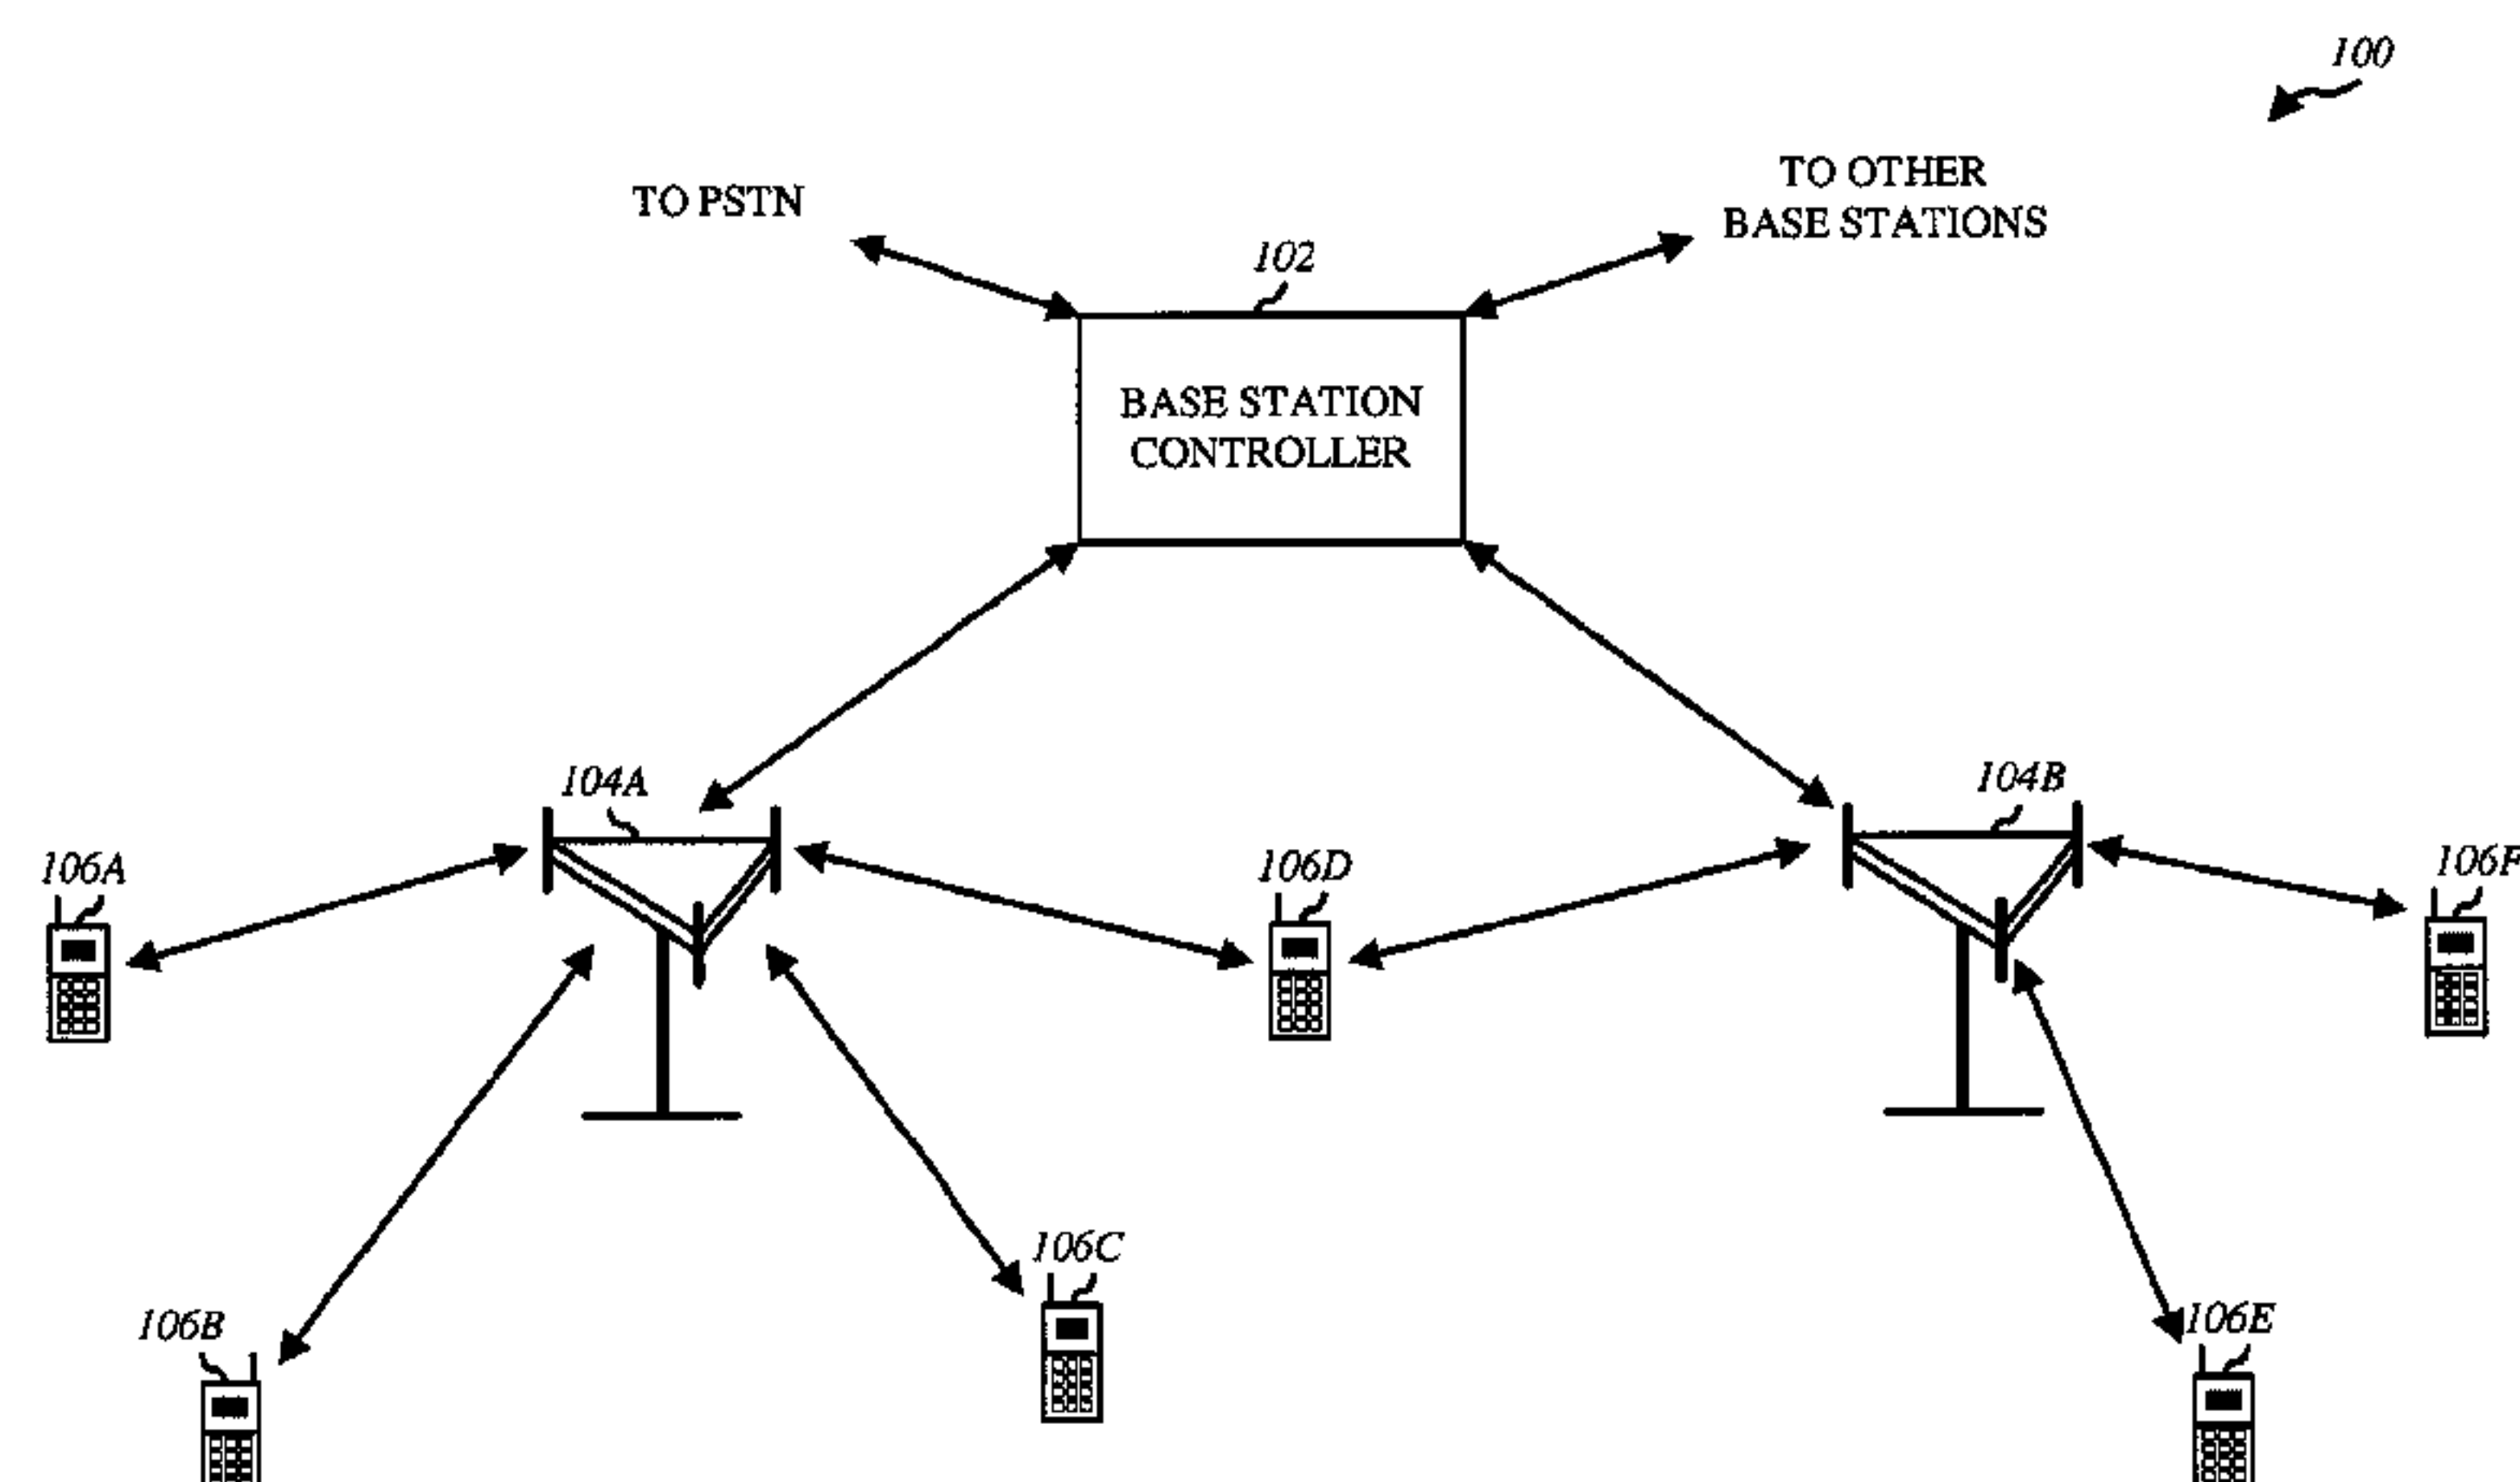 100
TO PSTN
TO OTHER
BASE STATIONS
102
BASE STATION
CONTROLLER
104A
104B
106A
106D
106F
106C
106B
106E